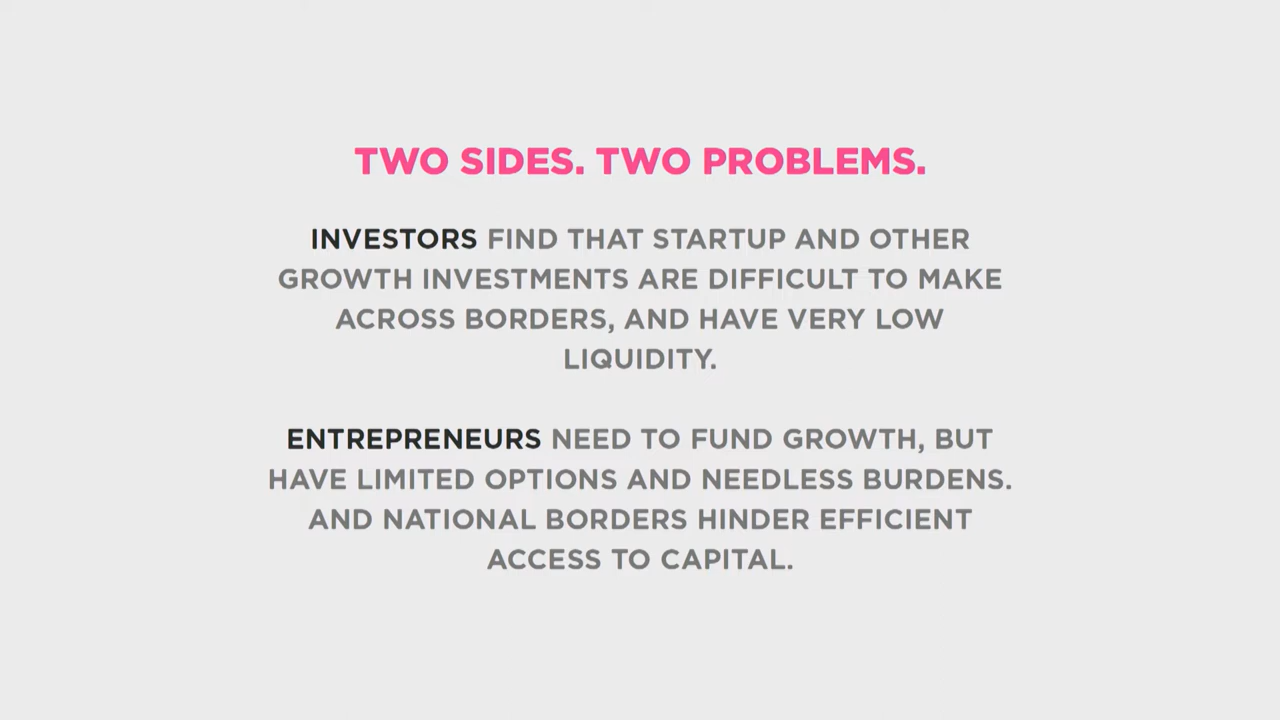 TWO SIDES. TWO PROBLEMS.
INVESTORS FIND THAT STARTUP AND OTHER
GROWTH INVESTMENTS ARE DIFFICULT TO MAKE
ACROSS BORDERS, AND HAVE VERY LOW
LIQUIDITY.
ENTREPRENEURS NEED TO FUND GROWTH, BUT
HAVE LIMITED OPTIONS AND NEEDLESS BURDENS.
AND NATIONAL BORDERS HINDER EFFICIENT
ACCESS TO CAPITAL.